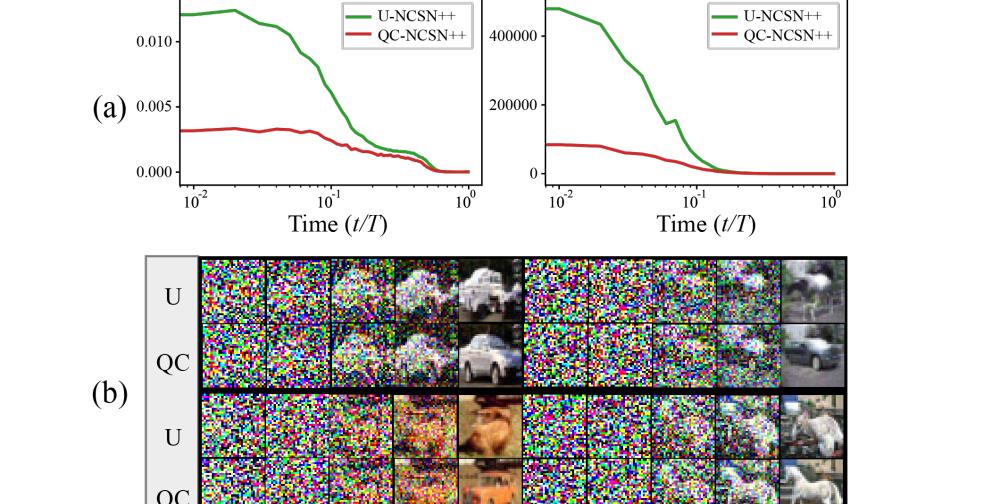 U-NCSN++
QC-NCSN++
0.010
0.005
0.000
10^-2
10^-1
10^0
Time (t/T)
(a)
U-NCSN++
QC-NCSN++
400000
200000
0
10^-2
10^-1
10^0
Time (t/T)
(b)
U
QC
U
QC